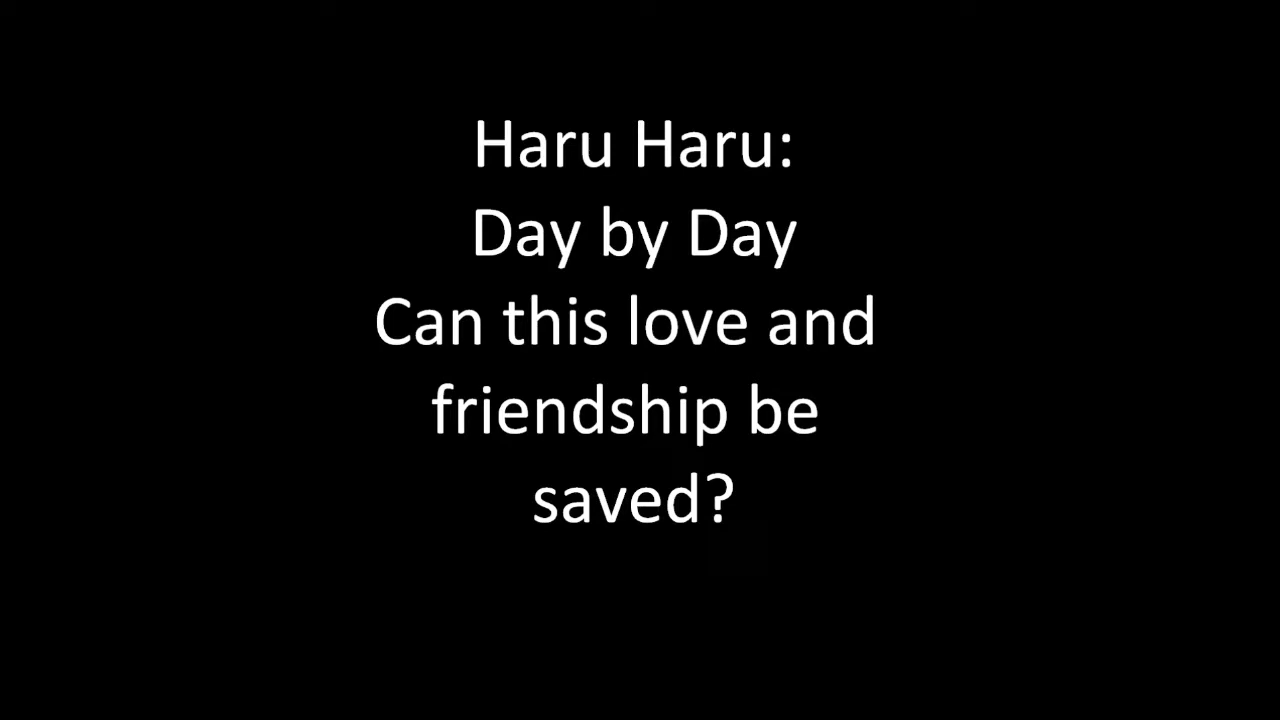 Haru Haru:
Day by Day
Can this love and
friendship be
saved?